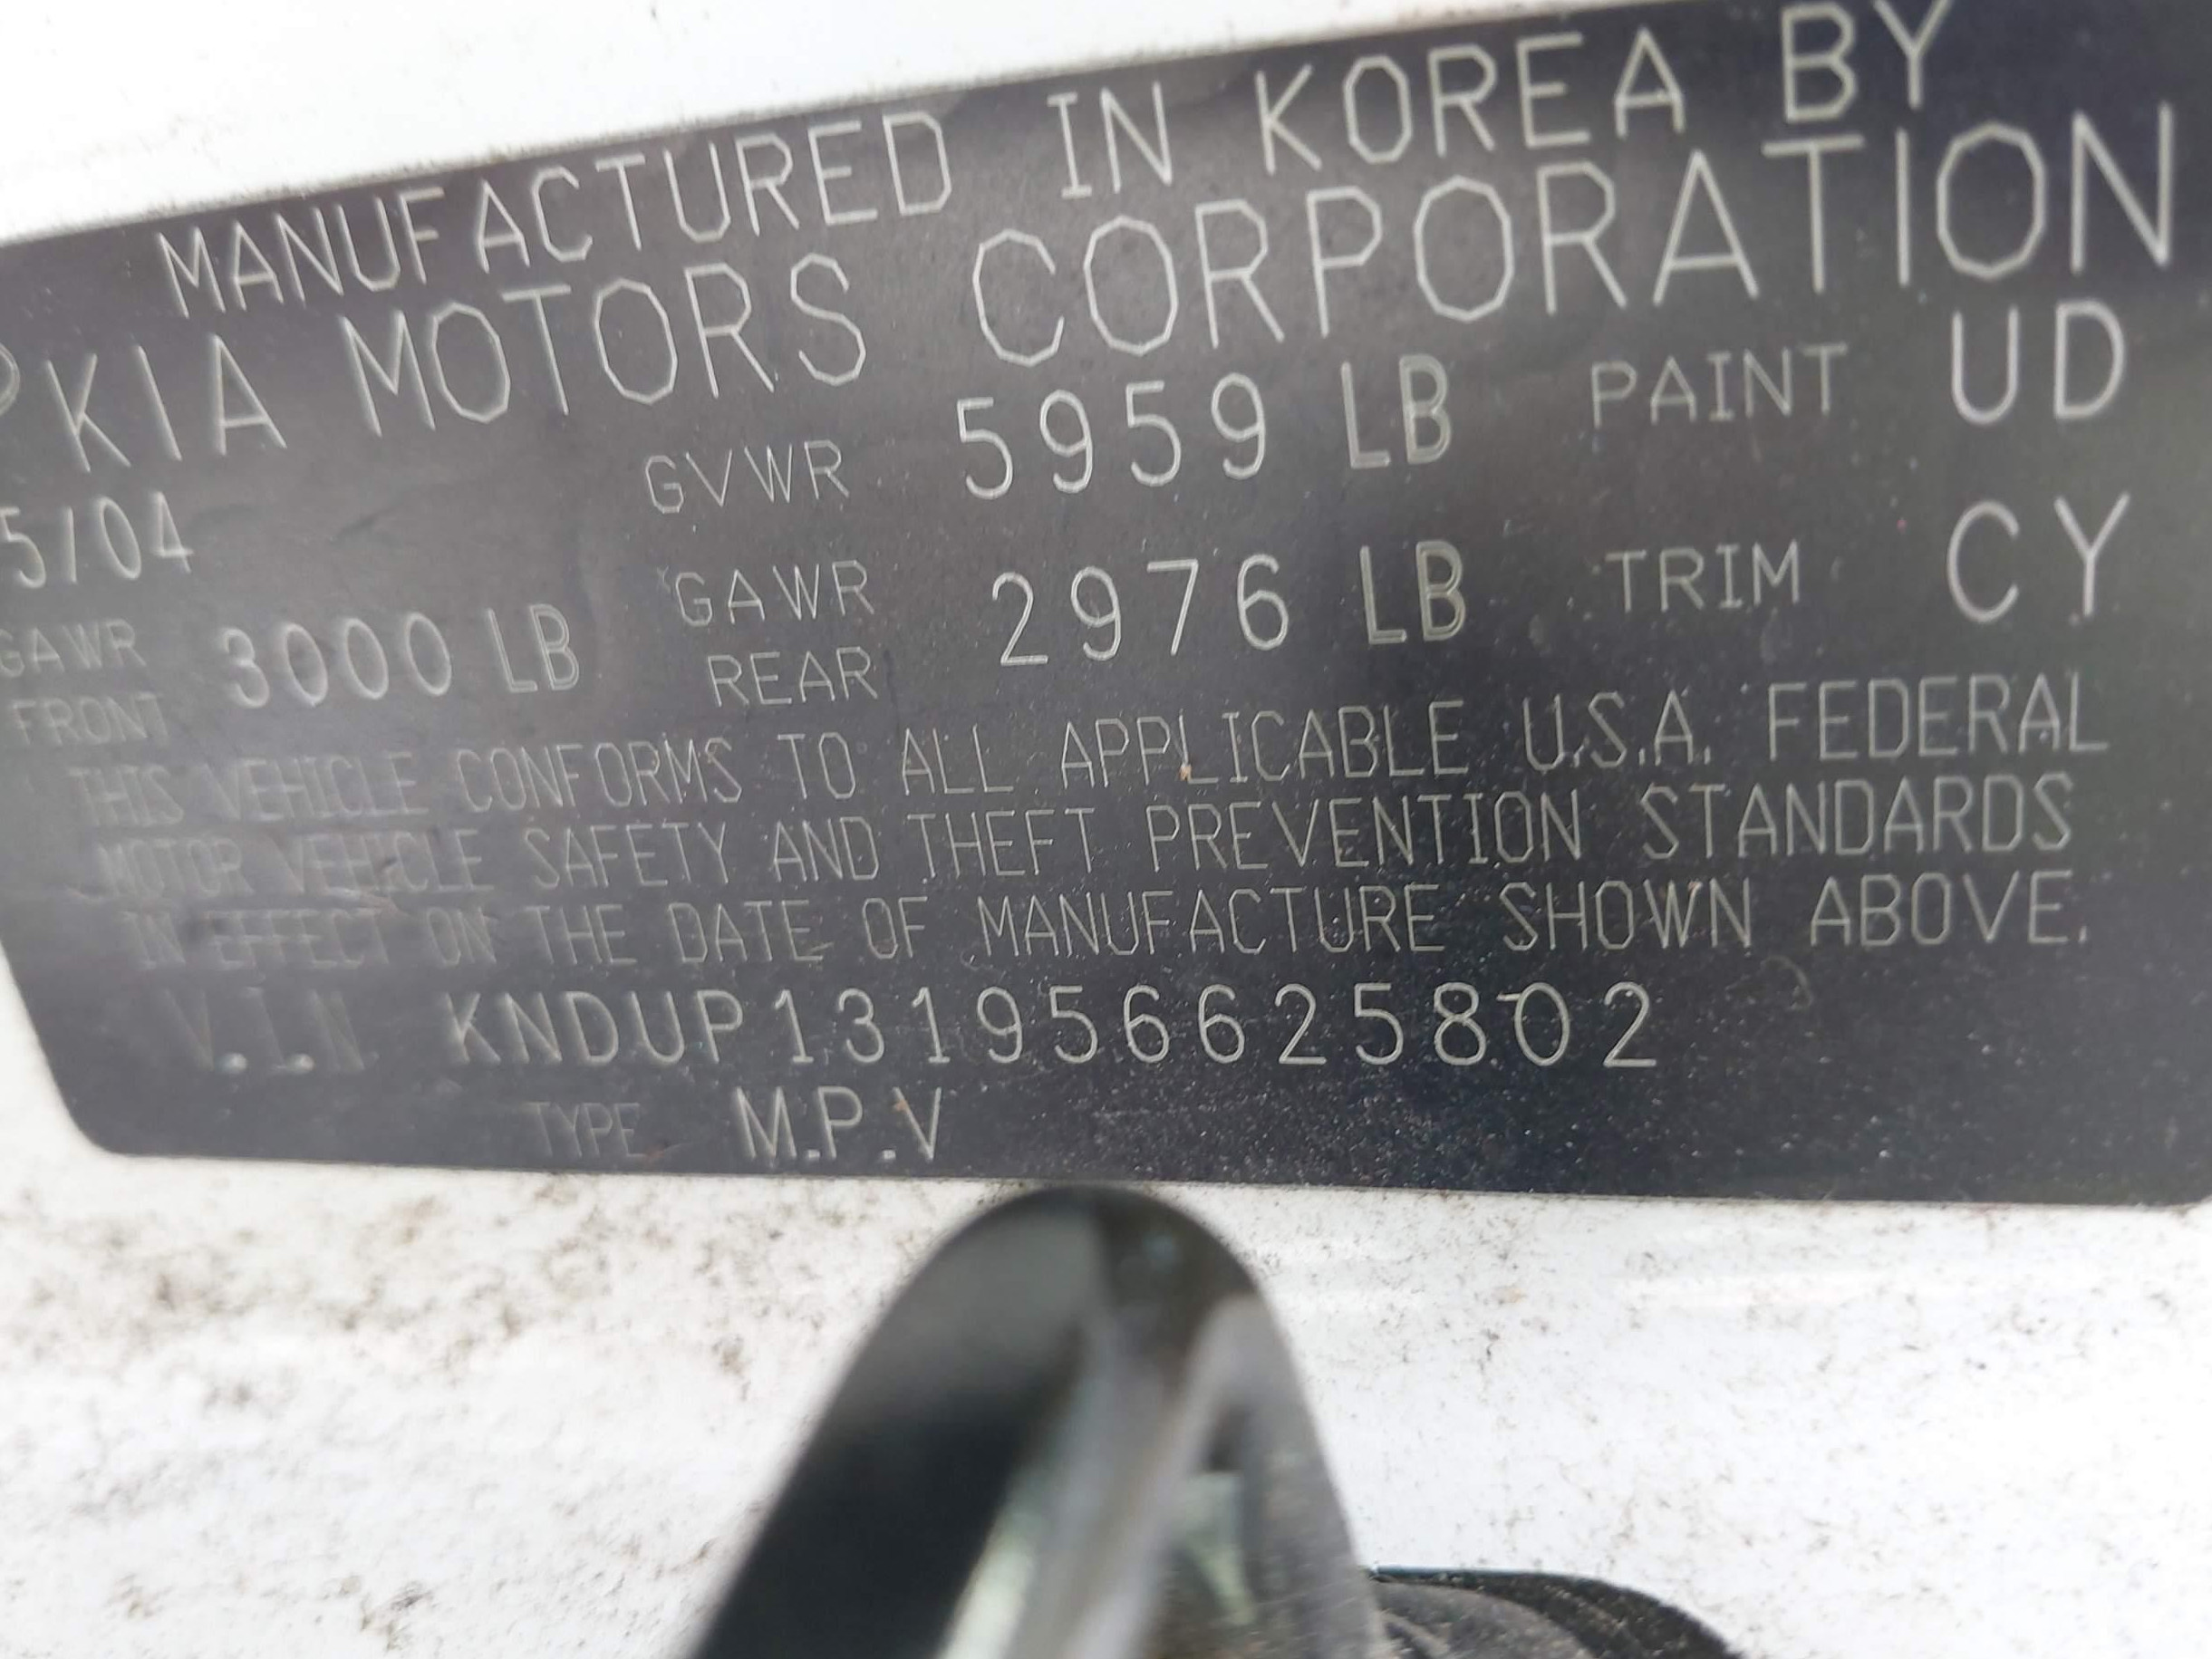 MANUFACTURED IN KOREA BY
KIA MOTORS CORPORATION
5/04 GVWR 5959 LB PAINT UD
GAWR FRONT 3000 LB GAWR REAR 2976 LB TRIM CY
THIS VEHICLE CONFORMS TO ALL APPLICABLE U.S.A. FEDERAL
MOTOR VEHICLE SAFETY AND THEFT PREVENTION STANDARDS
IN EFFECT ON THE DATE OF MANUFACTURE SHOWN ABOVE.
V.I.N. KNDUP131956625802
TYPE M.P.V